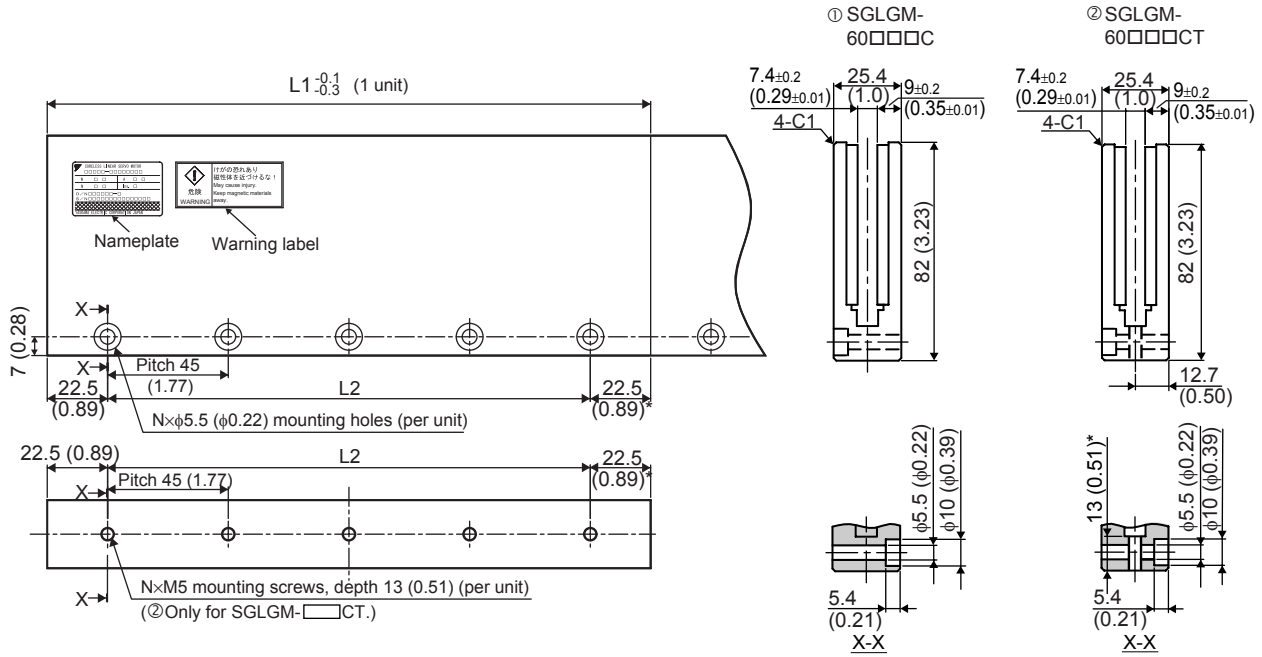 ① SGLGM-
60□□□C
② SGLGM-
60□□□CT
L1 -0.1 -0.3 (1 unit)
7.4±0.2
(0.29±0.01)
25.4
(1.0)
9±0.2
(0.35±0.01)
4-C1
82 (3.23)
7.4±0.2
(0.29±0.01)
25.4
(1.0)
9±0.2
(0.35±0.01)
4-C1
82 (3.23)
12.7
(0.50)
CORELESS LINEAR SERVO MOTOR
けがの恐れあり
磁性体を近づけるな!
May cause injury.
Keep magnetic materials
away.
危険
WARNING
Nameplate
Warning label
7 (0.28)
X
X
Pitch 45
(1.77)
22.5
(0.89)
L2
22.5
(0.89)*
N×φ5.5 (φ0.22) mounting holes (per unit)
22.5 (0.89)
L2
22.5
(0.89)*
X
Pitch 45 (1.77)
X
N×M5 mounting screws, depth 13 (0.51) (per unit)
(②Only for SGLGM-□CT.)
φ5.5 (φ0.22)
φ10 (φ0.39)
5.4
(0.21)
X-X
13 (0.51)*
φ5.5 (φ0.22)
φ10 (φ0.39)
5.4
(0.21)
X-X